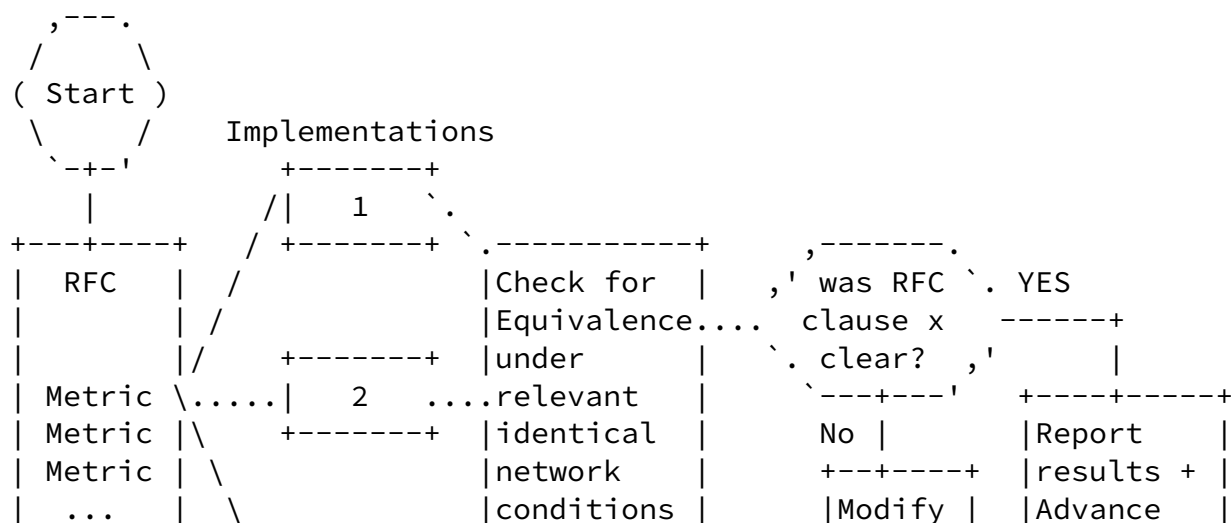 Start
Implementations
1
2
RFC
Metric
Metric
Metric
...
Check for
Equivalence....
under
relevant
identical
network
conditions
was RFC
clause x
clear?
YES
No
Modify
Report
results +
Advance